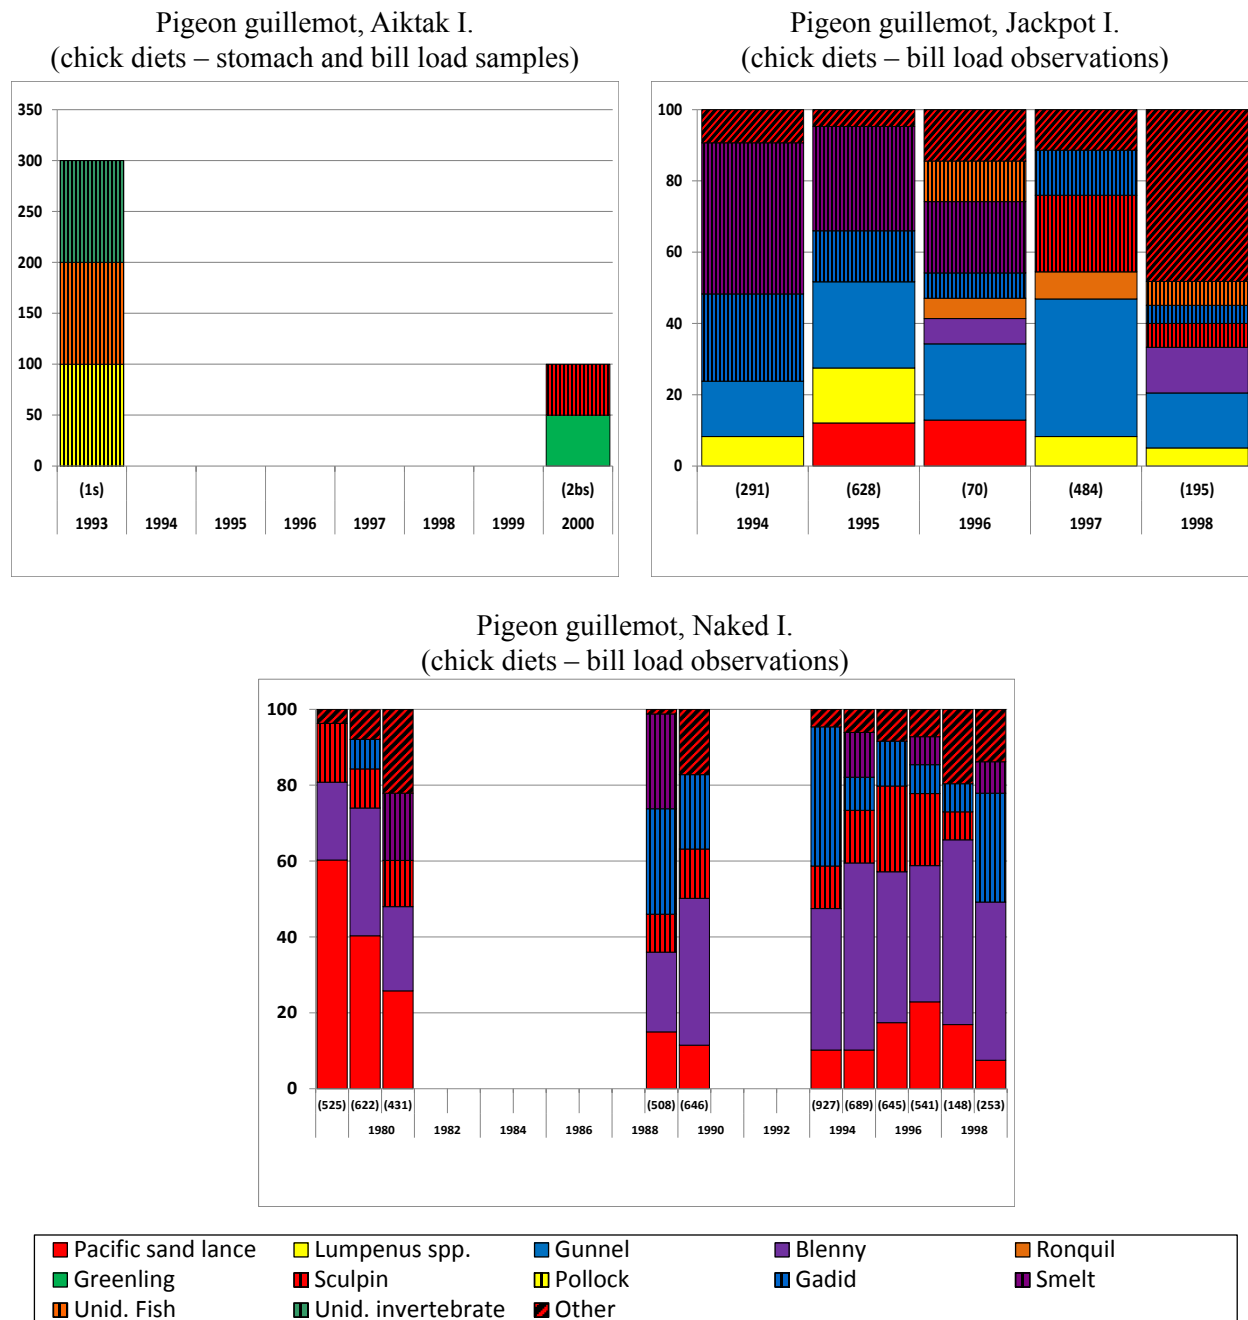 Pigeon guillemot, Aiktak I.
(chick diets – stomach and bill load samples)
350
300
250
200
150
100
50
0
(1s) (2bs)
1993 1994 1995 1996 1997 1998 1999 2000
Pigeon guillemot, Jackpot I.
(chick diets – bill load observations)
100
80
60
40
20
0
(291) (628) (70) (484) (195)
1994 1995 1996 1997 1998
Pigeon guillemot, Naked I.
(chick diets – bill load observations)
100
80
60
40
20
0
(525) (622) (431) (508) (646) (927) (689) (645) (541) (148) (253)
1980 1982 1984 1986 1988 1990 1992 1994 1996 1998
Pacific sand lance Lumpenus spp. Gunnel Blenny Ronquil
Greenling Sculpin Pollock Gadid Smelt
Unid. Fish Unid. invertebrate Other